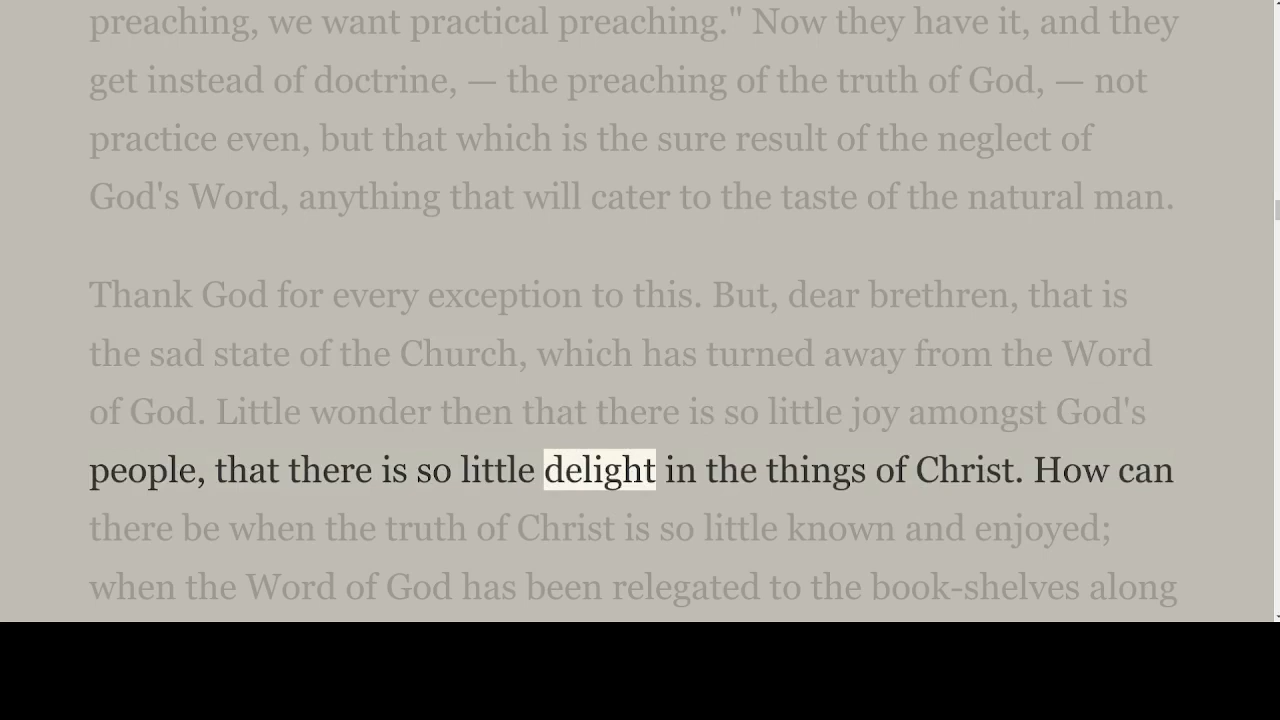 preaching, we want practical preaching." Now they have it, and they
get instead of doctrine, — the preaching of the truth of God, — not
practice even, but that which is the sure result of the neglect of
God's Word, anything that will cater to the taste of the natural man.
Thank God for every exception to this. But, dear brethren, that is
the sad state of the Church, which has turned away from the Word
of God. Little wonder then that there is so little joy amongst God's
people, that there is so little delight in the things of Christ. How can
there be when the truth of Christ is so little known and enjoyed;
when the Word of God has been relegated to the book-shelves along